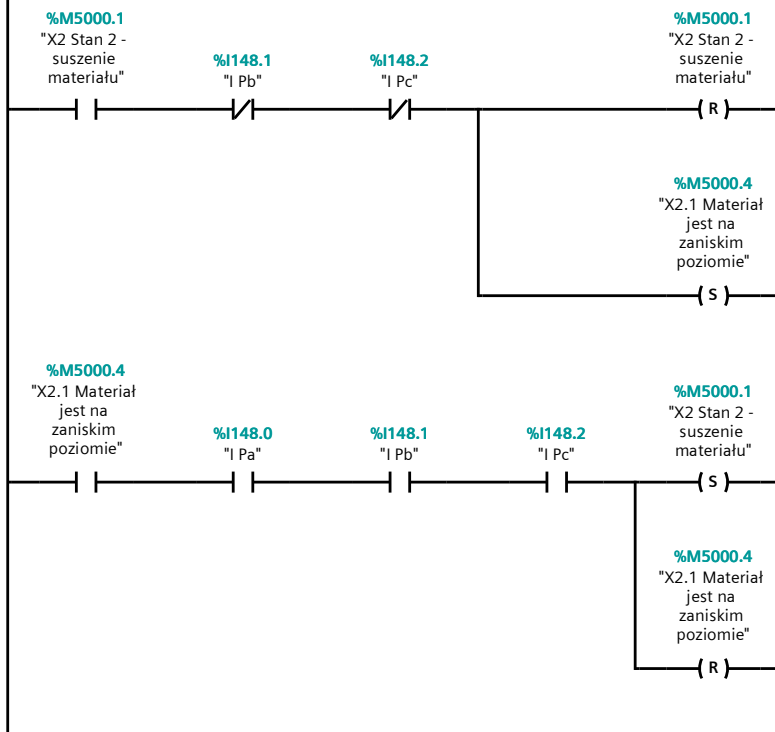 %M5000.1
"X2 Stan 2 -
suszenie
materiału"
%I148.1
"I Pb"
%I148.2
"I Pc"
%M5000.1
"X2 Stan 2 -
suszenie
materiału"
R
%M5000.4
"X2.1 Materiał
jest na
zaniskim
poziomie"
S
%M5000.4
"X2.1 Materiał
jest na
zaniskim
poziomie"
%I148.0
"I Pa"
%I148.1
"I Pb"
%I148.2
"I Pc"
%M5000.1
"X2 Stan 2 -
suszenie
materiału"
S
%M5000.4
"X2.1 Materiał
jest na
zaniskim
poziomie"
R